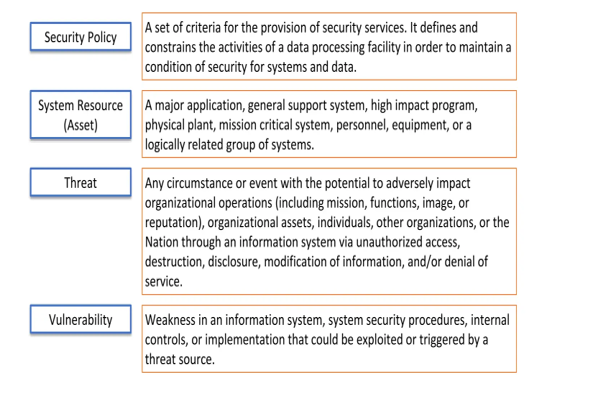 Security Policy
A set of criteria for the provision of security services. It defines and
constrains the activities of a data processing facility in order to maintain a
condition of security for systems and data.
System Resource
(Asset)
A major application, general support system, high impact program,
physical plant, mission critical system, personnel, equipment, or a
logically related group of systems.
Threat
Any circumstance or event with the potential to adversely impact
organizational operations (including mission, functions, image, or
reputation), organizational assets, individuals, other organizations, or the
Nation through an information system via unauthorized access,
destruction, disclosure, modification of information, and/or denial of
service.
Vulnerability
Weakness in an information system, system security procedures, internal
controls, or implementation that could be exploited or triggered by a
threat source.